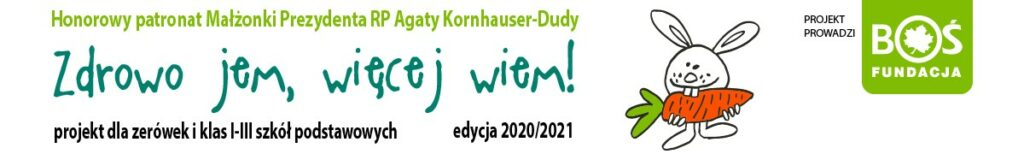 Honorowy patronat Małżonki Prezydenta RP Agaty Kornhauser-Dudy
Zdrowo jem, więcej wiem!
projekt dla zerówek i klas I-III szkół podstawowych
edycja 2020/2021
PROJEKT
PROWADZI
BOŚ
FUNDACJA